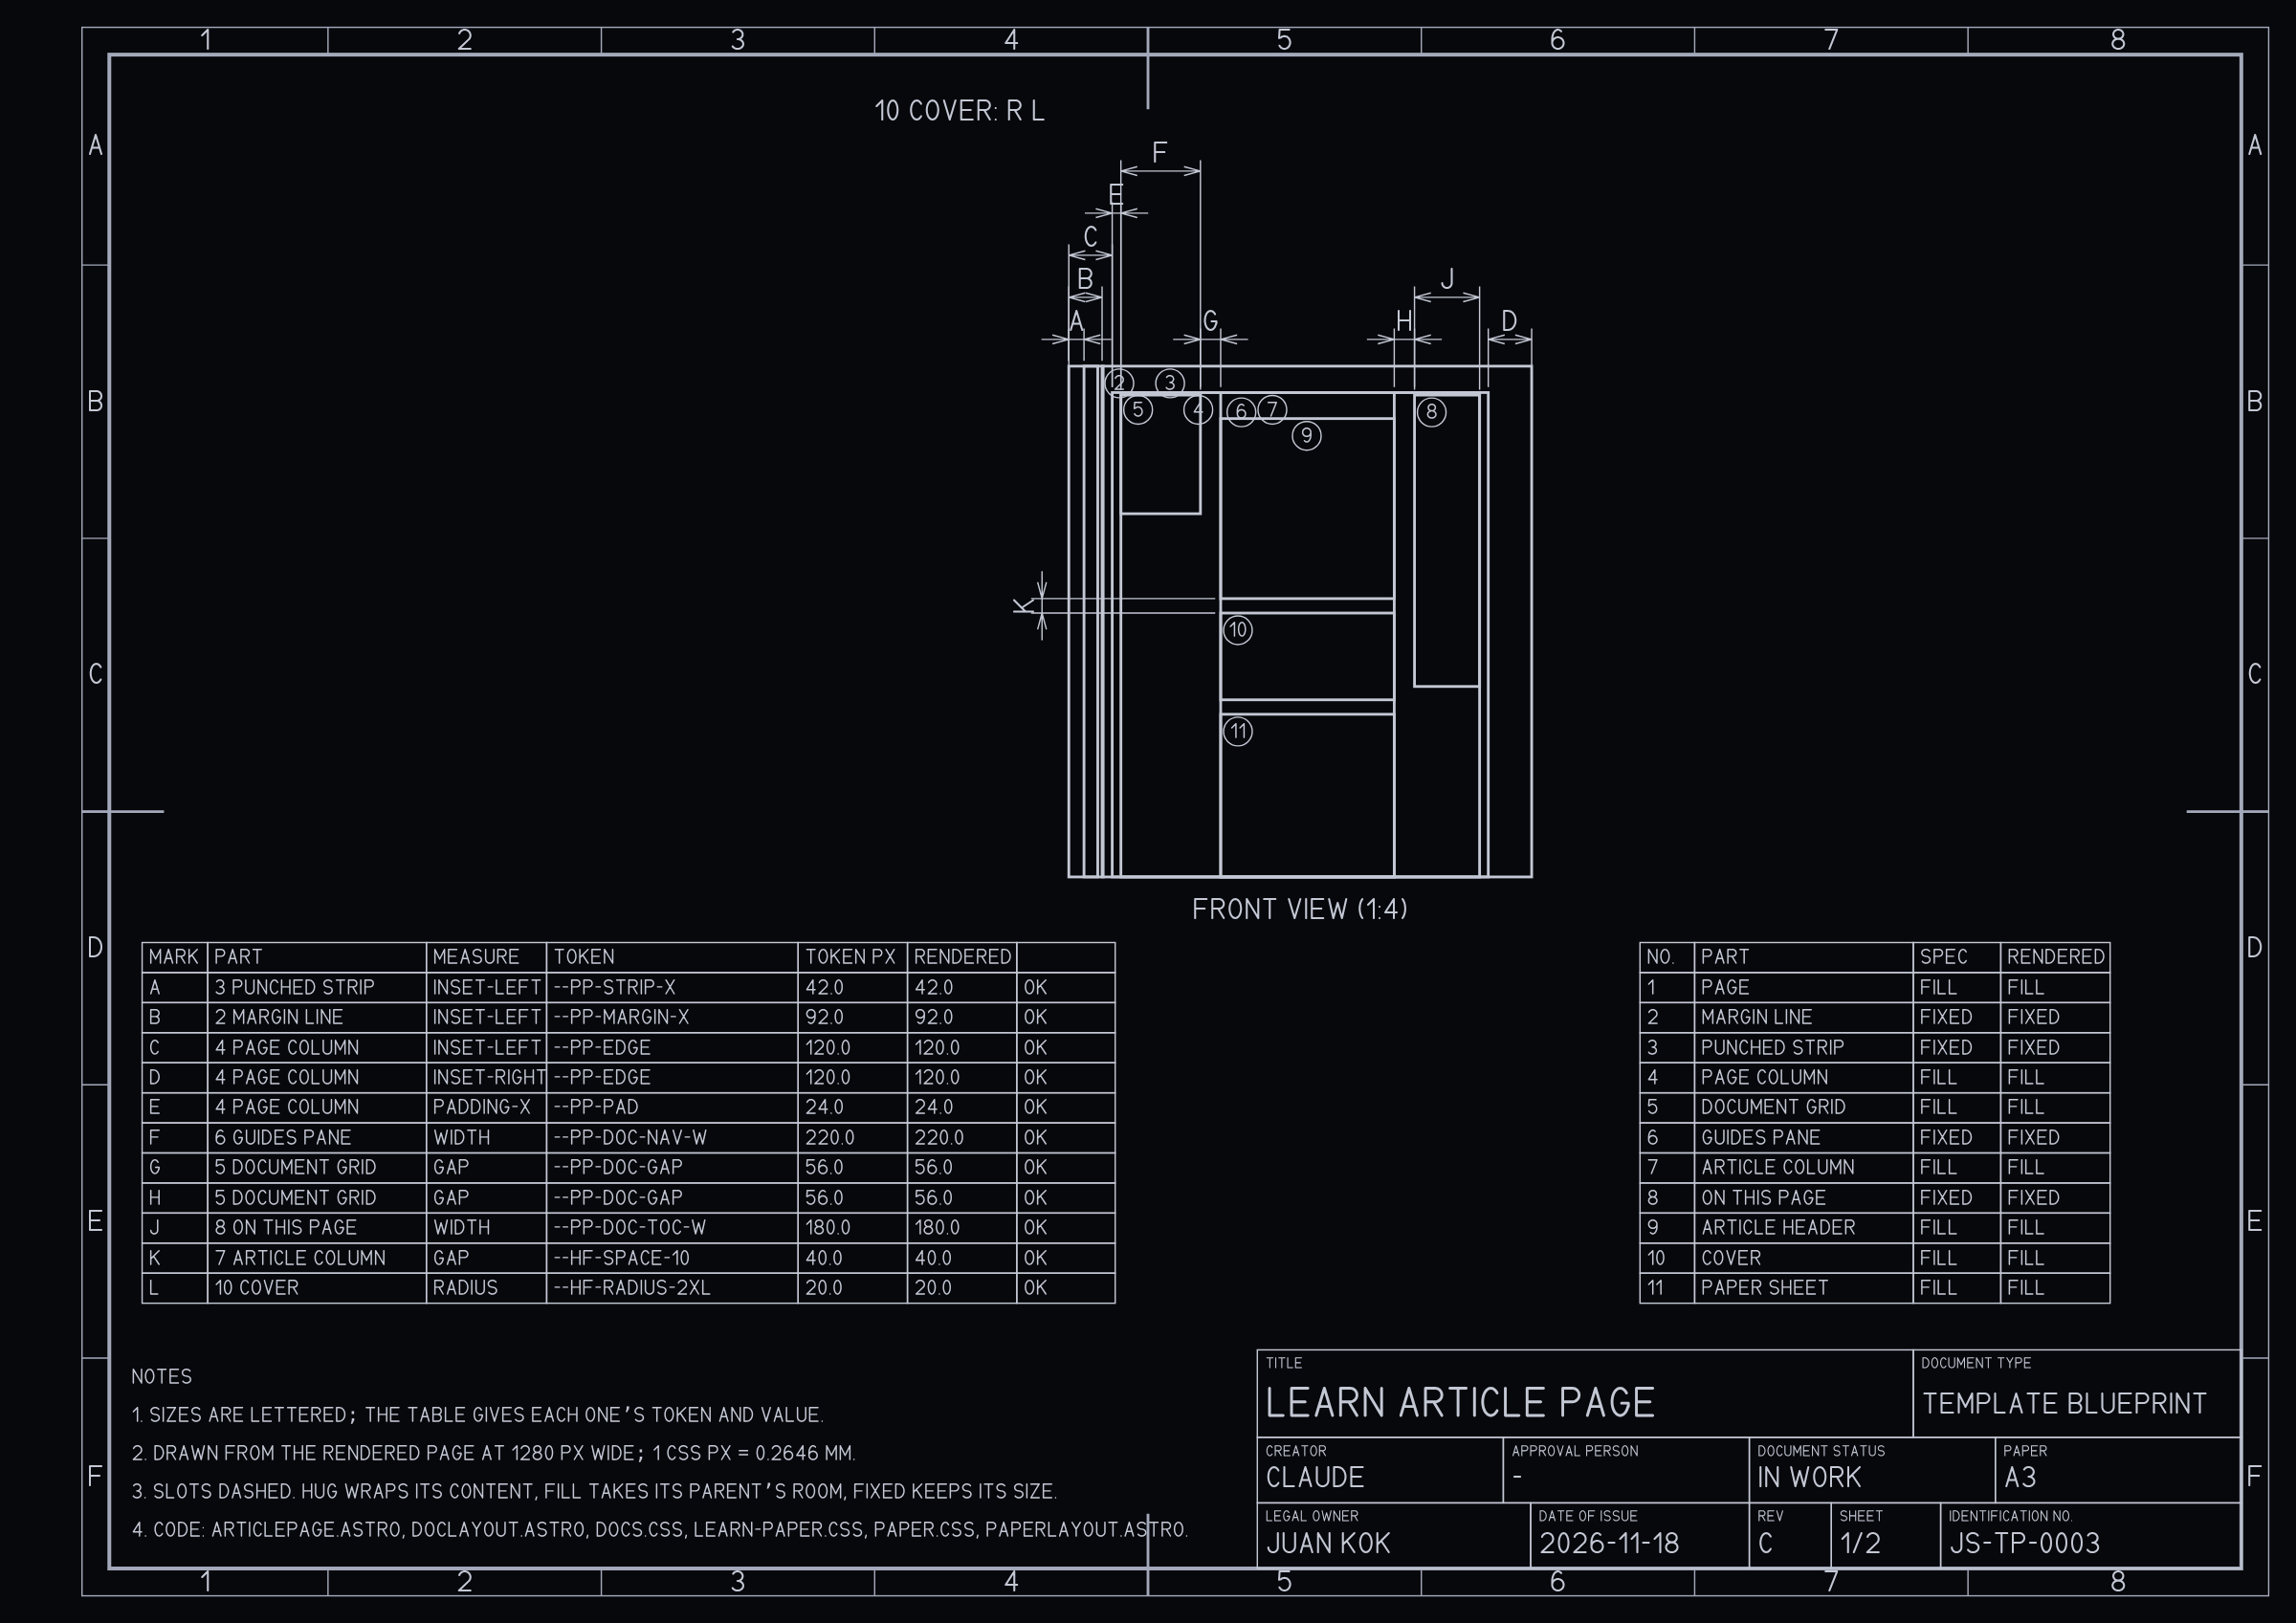 1 2 3 4 5 6 7 8
A A
10 COVER: R L
F
E
C
B J
A G H D
B B
2 3
5 4 6 7 8
9
K
10
C C
11
FRONT VIEW (1:4)
D D
MARK PART MEASURE TOKEN TOKEN PX RENDERED
A 3 PUNCHED STRIP INSET-LEFT --PP-STRIP-X 42.0 42.0 OK
B 2 MARGIN LINE INSET-LEFT --PP-MARGIN-X 92.0 92.0 OK
C 4 PAGE COLUMN INSET-LEFT --PP-EDGE 120.0 120.0 OK
D 4 PAGE COLUMN INSET-RIGHT --PP-EDGE 120.0 120.0 OK
E 4 PAGE COLUMN PADDING-X --PP-PAD 24.0 24.0 OK
F 6 GUIDES PANE WIDTH --PP-DOC-NAV-W 220.0 220.0 OK
G 5 DOCUMENT GRID GAP --PP-DOC-GAP 56.0 56.0 OK
H 5 DOCUMENT GRID GAP --PP-DOC-GAP 56.0 56.0 OK
J 8 ON THIS PAGE WIDTH --PP-DOC-TOC-W 180.0 180.0 OK
K 7 ARTICLE COLUMN GAP --HF-SPACE-10 40.0 40.0 OK
L 10 COVER RADIUS --HF-RADIUS-2XL 20.0 20.0 OK
NO. PART SPEC RENDERED
1 PAGE FILL FILL
2 MARGIN LINE FIXED FIXED
3 PUNCHED STRIP FIXED FIXED
4 PAGE COLUMN FILL FILL
5 DOCUMENT GRID FILL FILL
6 GUIDES PANE FIXED FIXED
7 ARTICLE COLUMN FILL FILL
8 ON THIS PAGE FIXED FIXED
9 ARTICLE HEADER FILL FILL
10 COVER FILL FILL
11 PAPER SHEET FILL FILL
E E
NOTES
1. SIZES ARE LETTERED; THE TABLE GIVES EACH ONE'S TOKEN AND VALUE.
2. DRAWN FROM THE RENDERED PAGE AT 1280 PX WIDE; 1 CSS PX = 0.2646 MM.
3. SLOTS DASHED. HUG WRAPS ITS CONTENT, FILL TAKES ITS PARENT'S ROOM, FIXED KEEPS ITS SIZE.
4. CODE: ARTICLEPAGE.ASTRO, DOCLAYOUT.ASTRO, DOCS.CSS, LEARN-PAPER.CSS, PAPER.CSS, PAPERLAYOUT.ASTRO.
F F
TITLE
LEARN ARTICLE PAGE
DOCUMENT TYPE
TEMPLATE BLUEPRINT
CREATOR
CLAUDE
APPROVAL PERSON
-
DOCUMENT STATUS
IN WORK
PAPER
A3
LEGAL OWNER
JUAN KOK
DATE OF ISSUE
2026-11-18
REV
C
SHEET
1/2
IDENTIFICATION NO.
JS-TP-0003
1 2 3 4 5 6 7 8